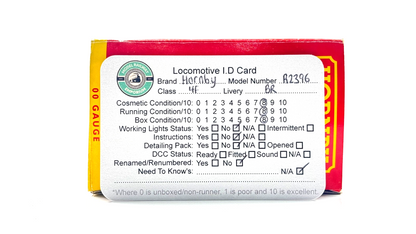 Locomotive I.D Card
Brand Hornby Model Number R2396
Class 4F Livery BR
Cosmetic Condition/10: 0 1 2 3 4 5 6 7 8 9 10
Running Condition/10: 0 1 2 3 4 5 6 7 8 9 10
Box Condition/10: 0 1 2 3 4 5 6 7 8 9 10
Working Lights Status: Yes No N/A Intermittent
Instructions: Yes No N/A
Detailing Pack: Yes No N/A Opened
DCC Status: Ready Fitted Sound N/A
Renamed/Renumbered: Yes No
Need To Know's: N/A
*Where 0 is unboxed/non-runner, 1 is poor and 10 is excellent.
00 GAUGE
HORNBY